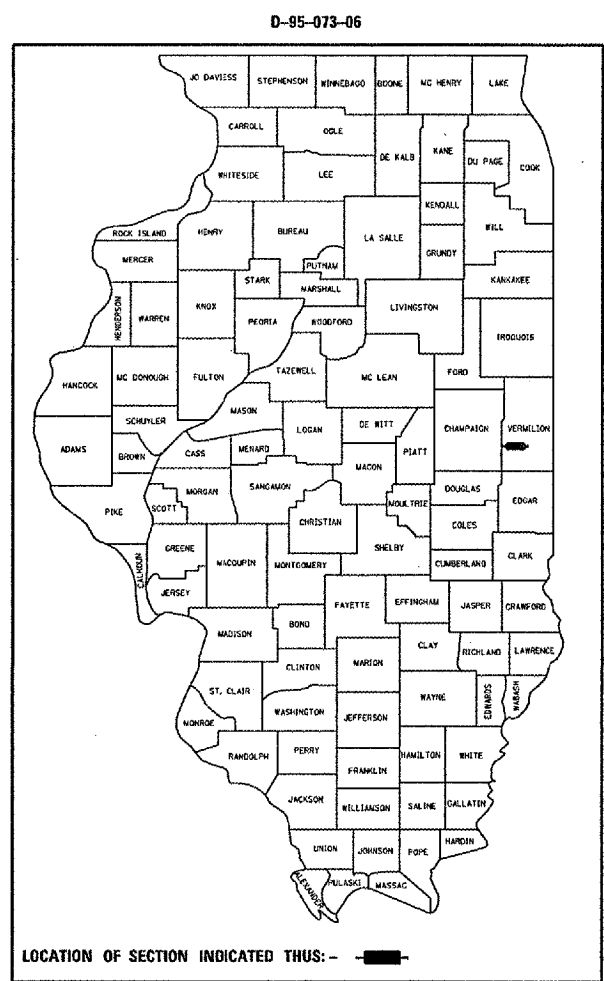 D-95-073-06
JO DAVIESS STEPHENSON WINNEBAGO BOONE MC HENRY LAKE
CARROLL OGLE DE KALB KANE DU PAGE COOK
WHITESIDE LEE
KENDALL WILL
ROCK ISLAND HENRY BUREAU LA SALLE GRUNDY
MERCER PUTNAM KANKAKEE
STARK MARSHALL
HENDERSON WARREN KNOX PEORIA WOODFORD LIVINGSTON IROQUOIS
HANCOCK MC DONOUGH FULTON TAZEWELL MC LEAN FORD
SCHUYLER MASON LOGAN DE WITT CHAMPAIGN VERMILION
ADAMS BROWN CASS MENARD MACON PIATT
PIKE SCOTT MORGAN SANGAMON CHRISTIAN MOULTRIE DOUGLAS EDGAR
COLES
CALHOUN GREENE MACOUPIN MONTGOMERY SHELBY CUMBERLAND CLARK
JERSEY FAYETTE EFFINGHAM JASPER CRAWFORD
MADISON BOND
CLINTON MARION CLAY RICHLAND LAWRENCE
ST. CLAIR WASHINGTON JEFFERSON WAYNE EDWARDS WABASH
MONROE
RANDOLPH PERRY FRANKLIN HAMILTON WHITE
JACKSON WILLIAMSON SALINE GALLATIN
UNION JOHNSON POPE HARDIN
ALEXANDER PULASKI MASSAC
LOCATION OF SECTION INDICATED THUS: -